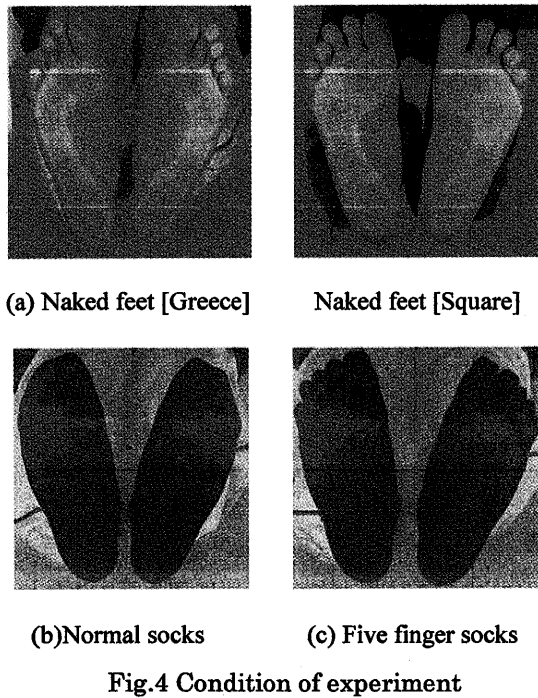 (a) Naked feet [Greece] Naked feet [Square]
(b)Normal socks (c) Five finger socks
Fig.4 Condition of experiment